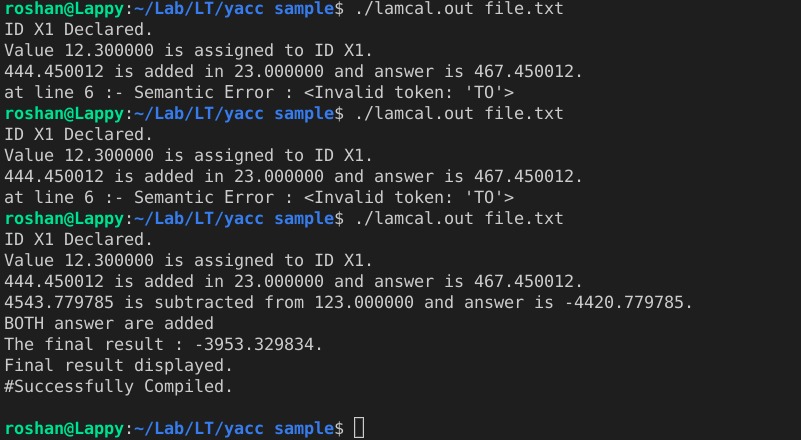 roshan@Lappy:~/Lab/LT/yacc sample$ ./lamcal.out file.txt
ID X1 Declared.
Value 12.300000 is assigned to ID X1.
444.450012 is added in 23.000000 and answer is 467.450012.
at line 6 :- Semantic Error : <Invalid token: 'TO'>
roshan@Lappy:~/Lab/LT/yacc sample$ ./lamcal.out file.txt
ID X1 Declared.
Value 12.300000 is assigned to ID X1.
444.450012 is added in 23.000000 and answer is 467.450012.
at line 6 :- Semantic Error : <Invalid token: 'TO'>
roshan@Lappy:~/Lab/LT/yacc sample$ ./lamcal.out file.txt
ID X1 Declared.
Value 12.300000 is assigned to ID X1.
444.450012 is added in 23.000000 and answer is 467.450012.
4543.779785 is subtracted from 123.000000 and answer is -4420.779785.
BOTH answer are added
The final result : -3953.329834.
Final result displayed.
#Successfully Compiled.
roshan@Lappy:~/Lab/LT/yacc sample$